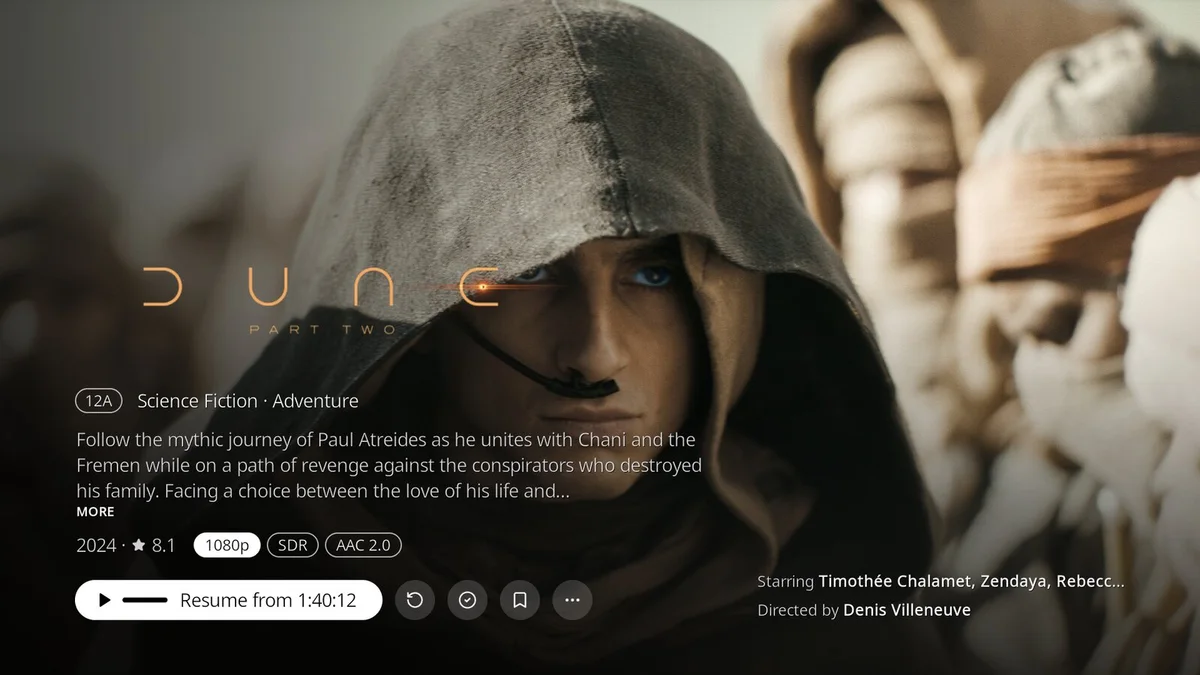 DUNE
PART TWO
12A Science Fiction · Adventure
Follow the mythic journey of Paul Atreides as he unites with Chani and the
Fremen while on a path of revenge against the conspirators who destroyed
his family. Facing a choice between the love of his life and...
MORE
2024 · ★ 8.1 1080p SDR AAC 2.0
Resume from 1:40:12
Starring Timothée Chalamet, Zendaya, Rebecc...
Directed by Denis Villeneuve